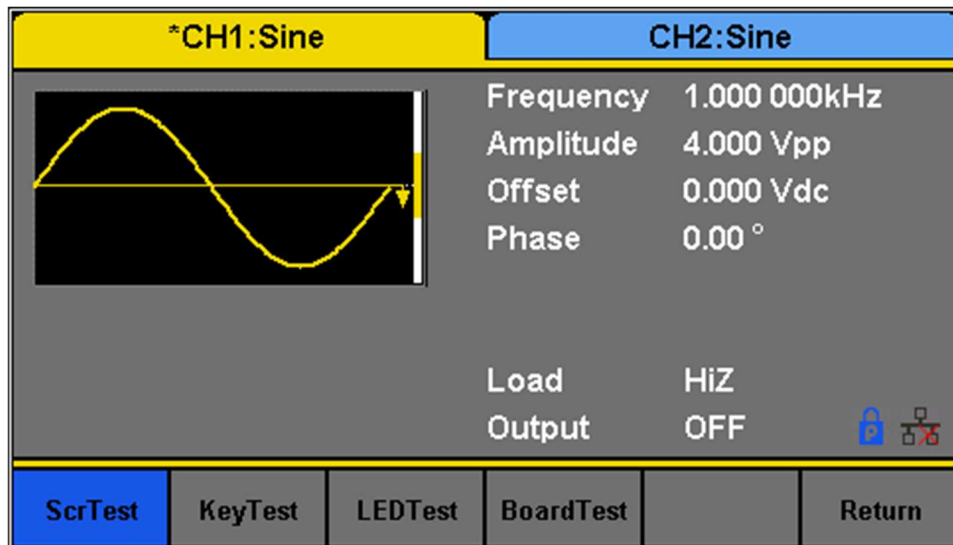 *CH1:Sine
CH2:Sine
Frequency 1.000 000kHz
Amplitude 4.000 Vpp
Offset 0.000 Vdc
Phase 0.00 °
Load HiZ
Output OFF
P
ScrTest KeyTest LEDTest BoardTest Return